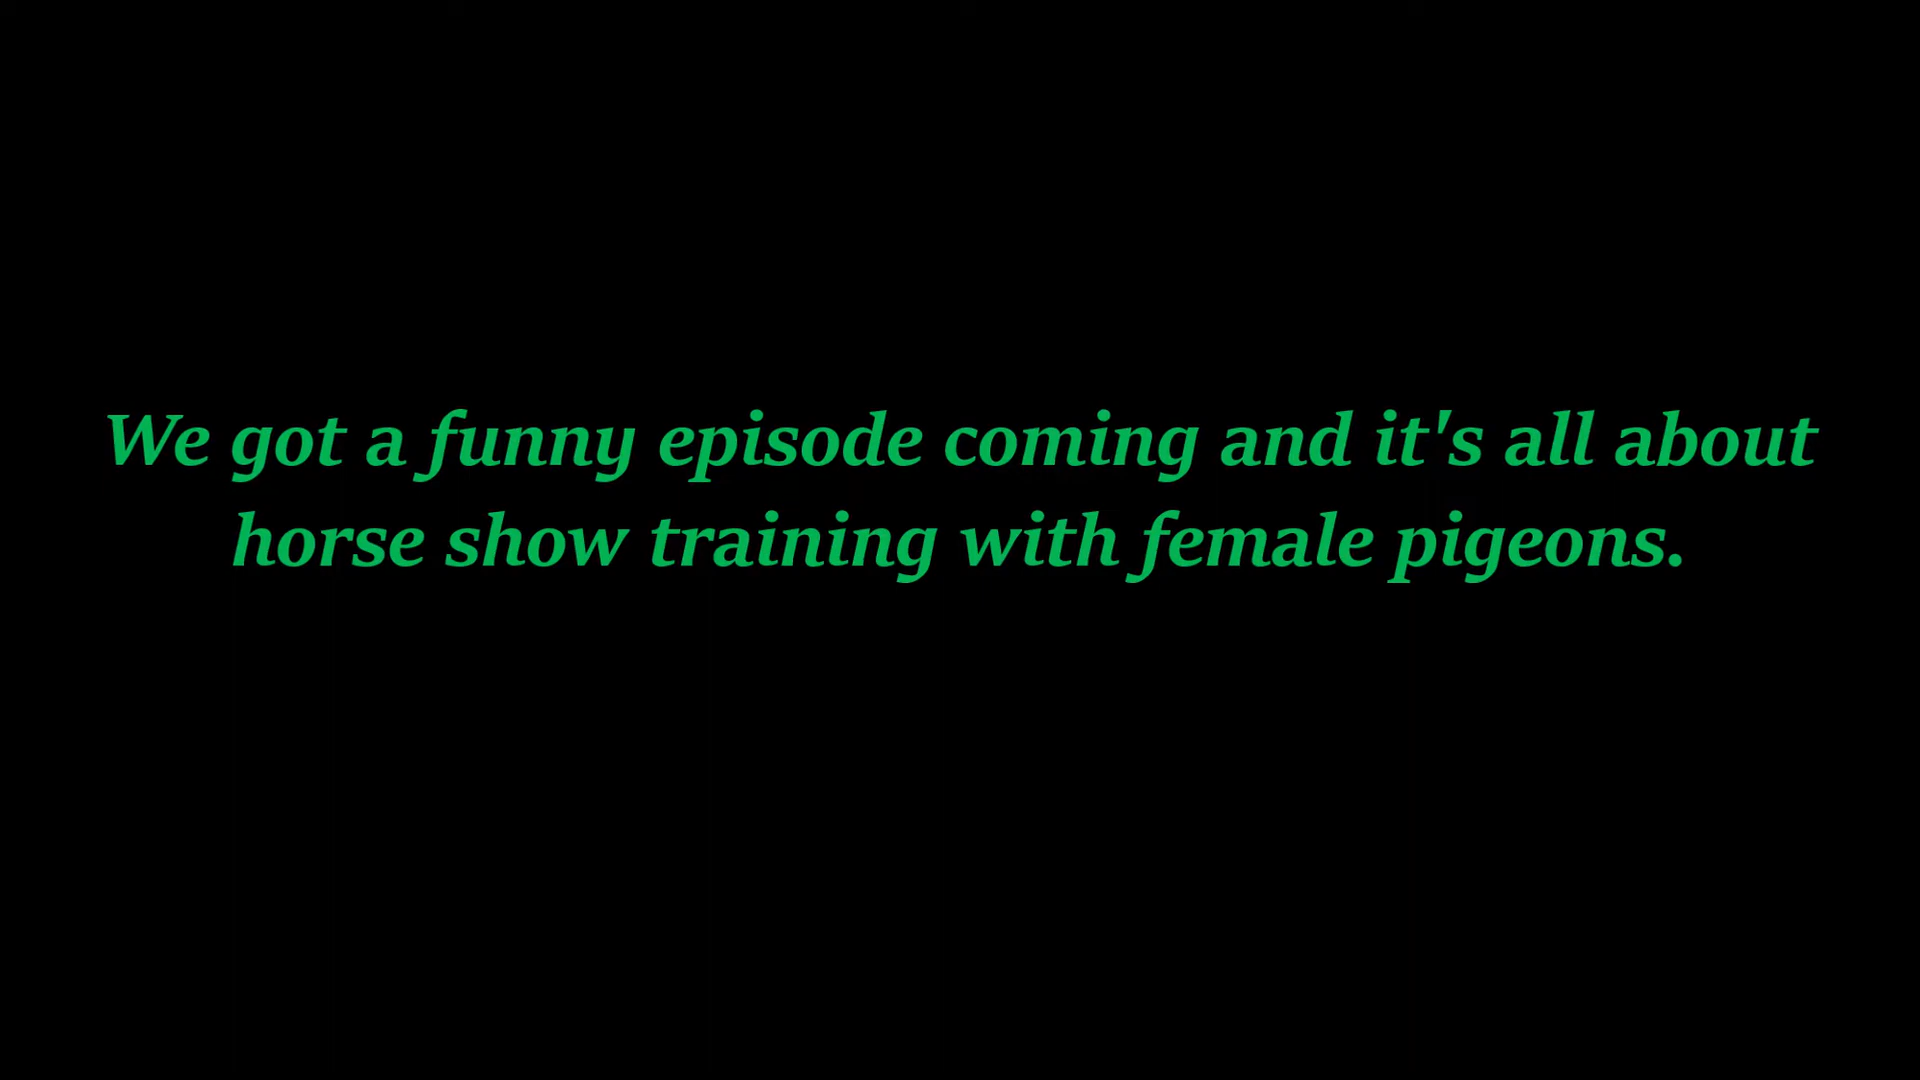 We got a funny episode coming and it's all about
horse show training with female pigeons.